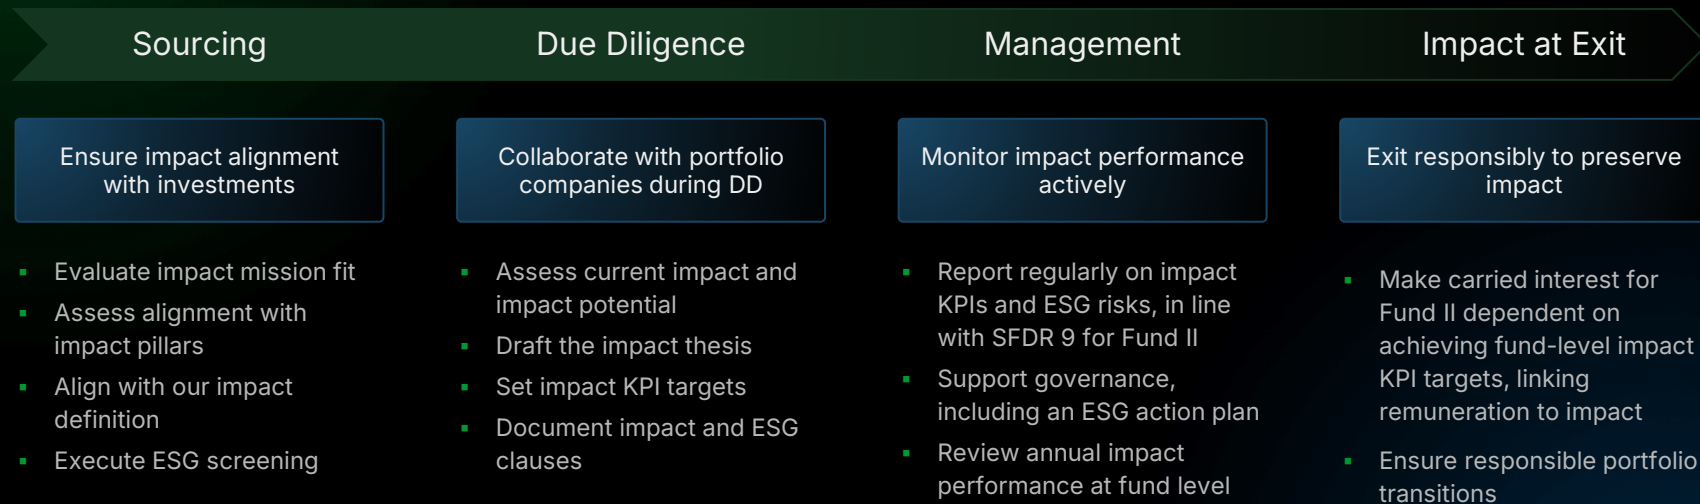 Sourcing
Due Diligence
Management
Impact at Exit
Ensure impact alignment
with investments
Collaborate with portfolio
companies during DD
Monitor impact performance
actively
Exit responsibly to preserve
impact
Evaluate impact mission fit
Assess alignment with
impact pillars
Align with our impact
definition
Execute ESG screening
Assess current impact and
impact potential
Draft the impact thesis
Set impact KPI targets
Document impact and ESG
clauses
Report regularly on impact
KPIs and ESG risks, in line
with SFDR 9 for Fund II
Support governance,
including an ESG action plan
Review annual impact
performance at fund level
Make carried interest for
Fund II dependent on
achieving fund-level impact
KPI targets, linking
remuneration to impact
Ensure responsible portfolio
transitions